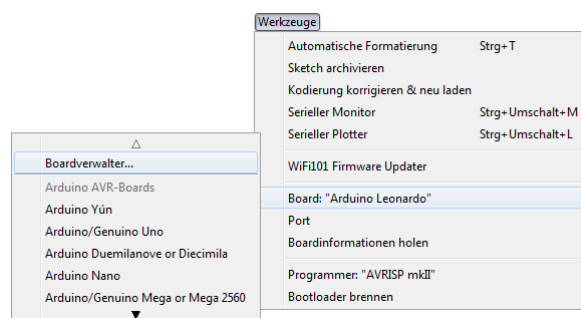 Werkzeuge
Automatische Formatierung Strg+T
Sketch archivieren
Kodierung korrigieren & neu laden
Serieller Monitor Strg+Umschalt+M
Serieller Plotter Strg+Umschalt+L
WiFi101 Firmware Updater
Board: "Arduino Leonardo"
Port
Boardinformationen holen
Programmer: "AVRISP mkII"
Bootloader brennen
Boardverwalter...
Arduino AVR-Boards
Arduino Yún
Arduino/Genuino Uno
Arduino Duemilanove or Diecimila
Arduino Nano
Arduino/Genuino Mega or Mega 2560